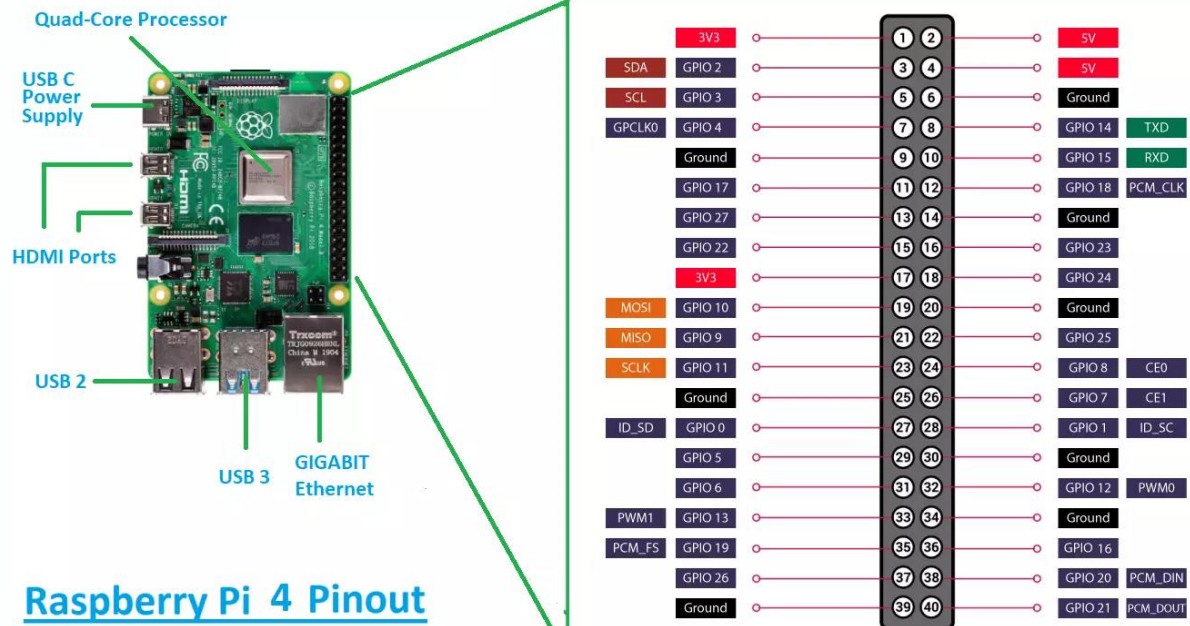 Quad-Core Processor
USB C
Power
Supply
HDMI Ports
USB 2
USB 3
GIGABIT
Ethernet
Raspberry Pi 4 Pinout
DISPLAY
HDMI
FC
CE
Trxcom
China M 1904
3V3 1 2 5V
SDA GPIO 2 3 4 5V
SCL GPIO 3 5 6 Ground
GPCLK0 GPIO 4 7 8 GPIO 14 TXD
Ground 9 10 GPIO 15 RXD
GPIO 17 11 12 GPIO 18 PCM_CLK
GPIO 27 13 14 Ground
GPIO 22 15 16 GPIO 23
3V3 17 18 GPIO 24
MOSI GPIO 10 19 20 Ground
MISO GPIO 9 21 22 GPIO 25
SCLK GPIO 11 23 24 GPIO 8 CE0
Ground 25 26 GPIO 7 CE1
ID_SD GPIO 0 27 28 GPIO 1 ID_SC
GPIO 5 29 30 Ground
GPIO 6 31 32 GPIO 12 PWM0
PWM1 GPIO 13 33 34 Ground
PCM_FS GPIO 19 35 36 GPIO 16
GPIO 26 37 38 GPIO 20 PCM_DIN
Ground 39 40 GPIO 21 PCM_DOUT